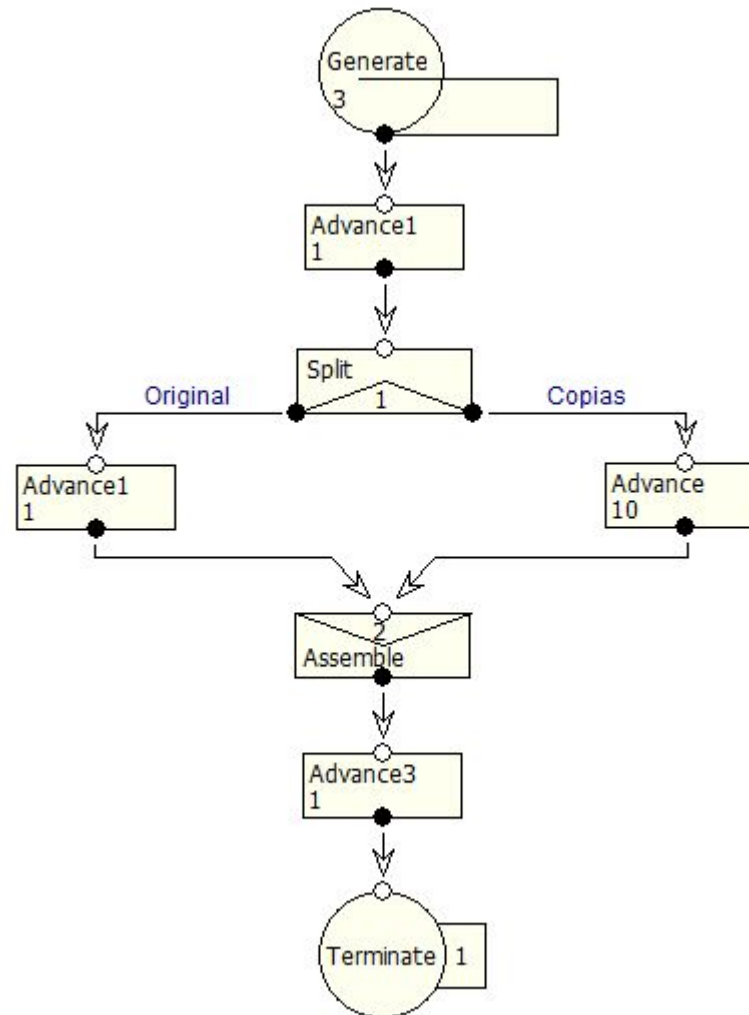 Generate
3
Advance1
1
Split
1
Original
Copias
Advance1
1
Advance
10
2
Assemble
Advance3
1
Terminate 1